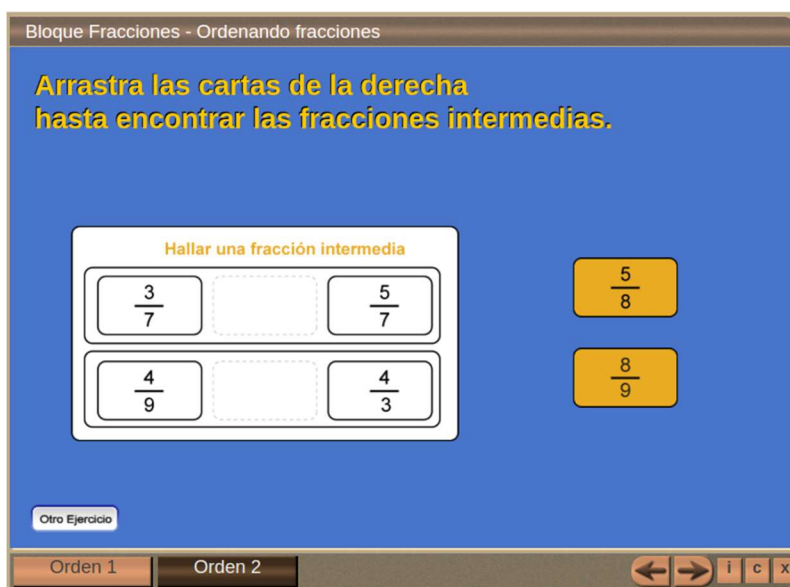 Bloque Fracciones - Ordenando fracciones
Arrastra las cartas de la derecha
hasta encontrar las fracciones intermedias.
Hallar una fracción intermedia
3/7 5/7
4/9 4/3
5/8
8/9
Otro Ejercicio
Orden 1 Orden 2 i c x